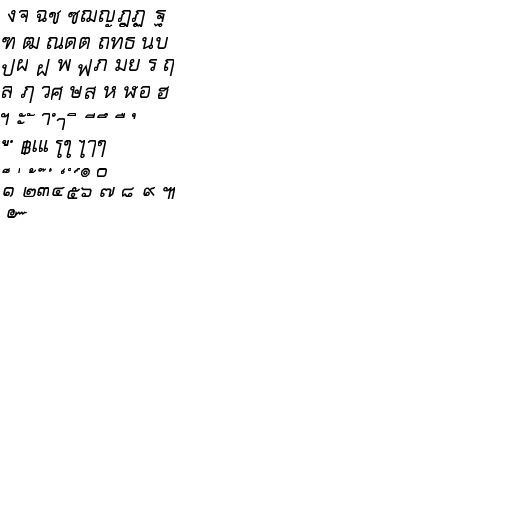 ง จ ฉ ช ซ ฌ ญ ฎ ฏ ฐ
ฑ ฒ ณ ด ต ถ ท ธ น บ
ป ผ ฝ พ ฟ ภ ม ย ร ฤ
ล ฦ ว ศ ษ ส ห ฬ อ ฮ
ฯ ะ ั า ำ ๅ ิ ี ึ ื ุ
ู ฺ ฿ เ แ โ ใ ไ ๅ ๆ
็ ่ ้ ๊ ๋ ์ ํ ๎ ๏ ๐
๑ ๒ ๓ ๔ ๕ ๖ ๗ ๘ ๙ ๚
๛